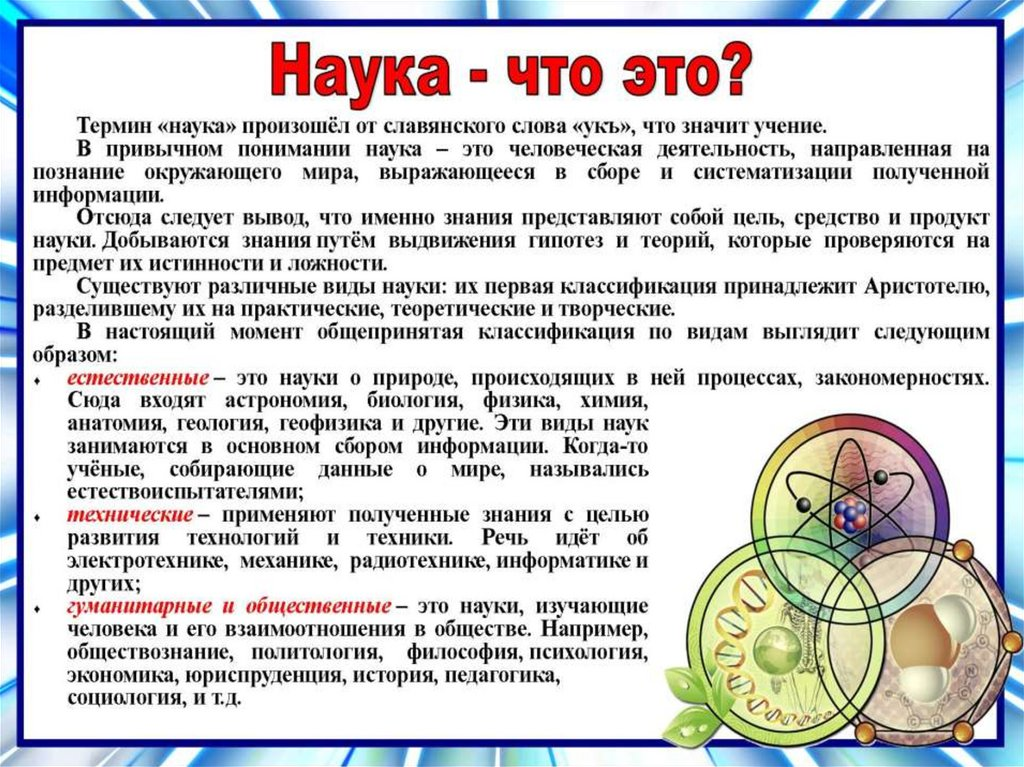 Наука - что это?
Термин «наука» произошёл от славянского слова «укъ», что значит учение.
В привычном понимании наука – это человеческая деятельность, направленная на
познание окружающего мира, выражающееся в сборе и систематизации полученной
информации.
Отсюда следует вывод, что именно знания представляют собой цель, средство и продукт
науки. Добываются знания путём выдвижения гипотез и теорий, которые проверяются на
предмет их истинности и ложности.
Существуют различные виды науки: их первая классификация принадлежит Аристотелю,
разделившему их на практические, теоретические и творческие.
В настоящий момент общепринятая классификация по видам выглядит следующим
образом:
♦ естественные – это науки о природе, происходящих в ней процессах, закономерностях.
Сюда входят астрономия, биология, физика, химия,
анатомия, геология, геофизика и другие. Эти виды наук
занимаются в основном сбором информации. Когда-то
учёные, собирающие данные о мире, назывались
естествоиспытателями;
♦ технические – применяют полученные знания с целью
развития технологий и техники. Речь идёт об
электротехнике, механике, радиотехнике, информатике и
других;
♦ гуманитарные и общественные – это науки, изучающие
человека и его взаимоотношения в обществе. Например,
обществознание, политология, философия, психология,
экономика, юриспруденция, история, педагогика,
социология, и т.д.